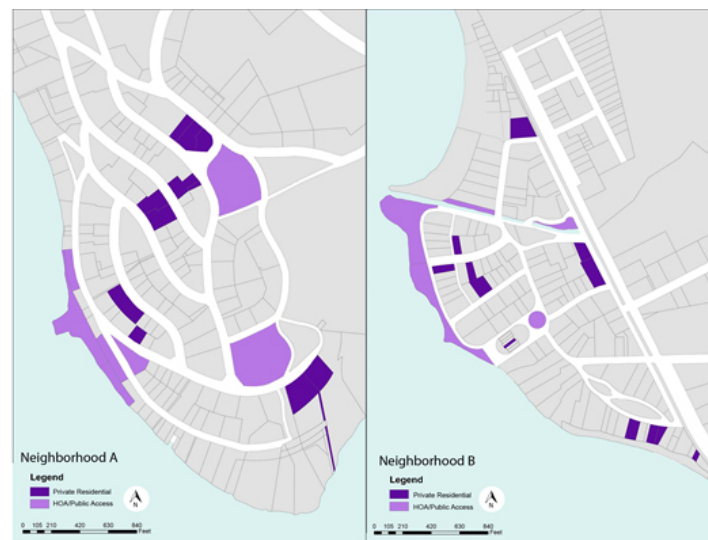 Neighborhood A
Legend
Private Residential
HOA/Public Access
N
0 105 210 420 630 840
Feet
Neighborhood B
Legend
Private Residential
HOA/Public Access
N
0 105 210 420 630 840
Feet